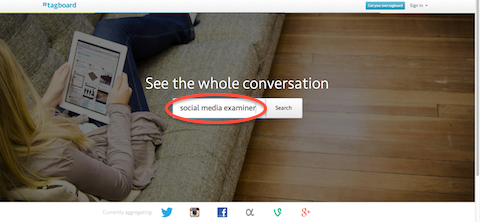 #tagboard
Get your own tagboard
Sign in
See the whole conversation
social media examiner
Search
Currently aggregating: